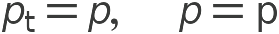 p_t = p, p = p